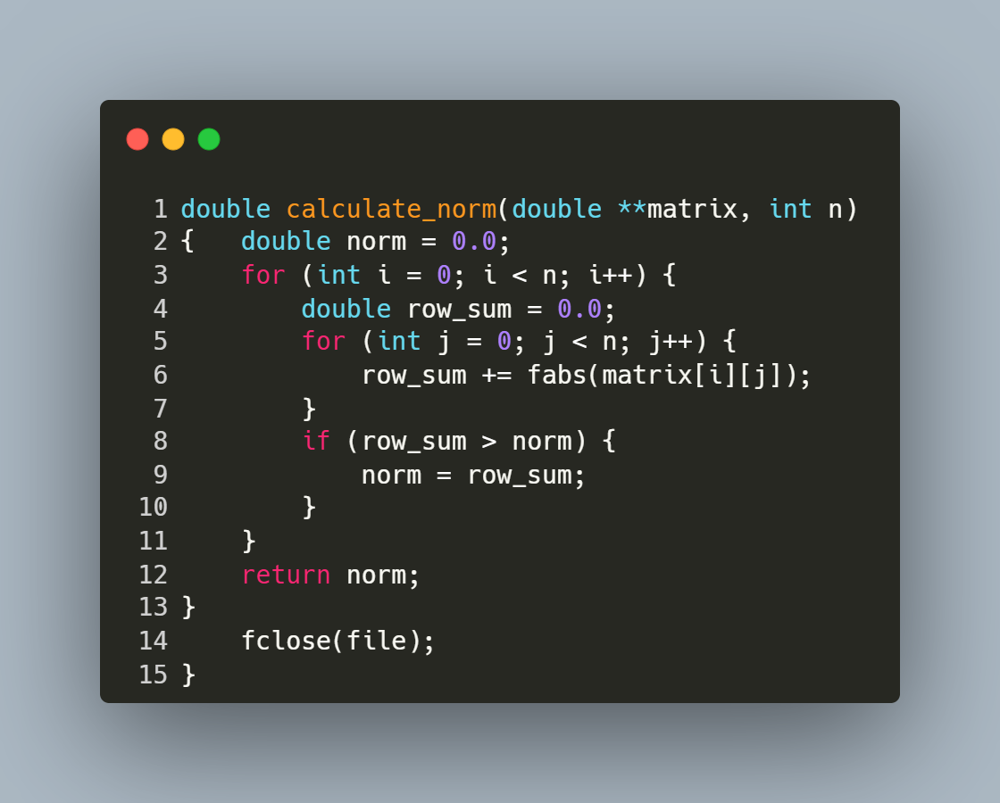 1 double calculate_norm(double **matrix, int n)
2 {   double norm = 0.0;
3     for (int i = 0; i < n; i++) {
4         double row_sum = 0.0;
5         for (int j = 0; j < n; j++) {
6             row_sum += fabs(matrix[i][j]);
7         }
8         if (row_sum > norm) {
9             norm = row_sum;
10         }
11     }
12     return norm;
13 }
14     fclose(file);
15 }